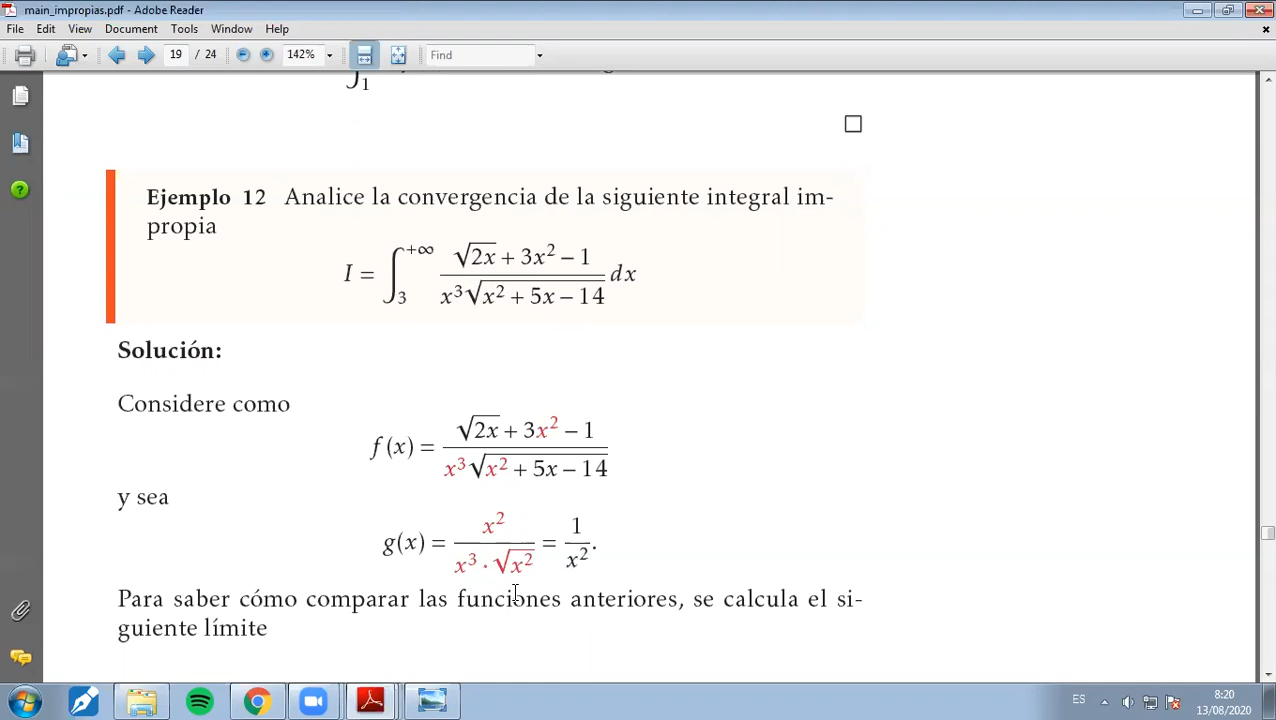 main_impropias.pdf - Adobe Reader
File Edit View Document Tools Window Help
19 / 24 142% Find
∫₁
□
Ejemplo 12 Analice la convergencia de la siguiente integral im-
propia
I = ∫₃^{+∞} (√(2x) + 3x² − 1) / (x³√(x² + 5x − 14)) dx
Solución:
Considere como
f(x) = (√(2x) + 3x² − 1) / (x³√(x² + 5x − 14))
y sea
g(x) = x² / (x³ · √(x²)) = 1 / x².
Para saber cómo comparar las funciones anteriores, se calcula el si-
guiente límite
ES 8:20
13/08/2020